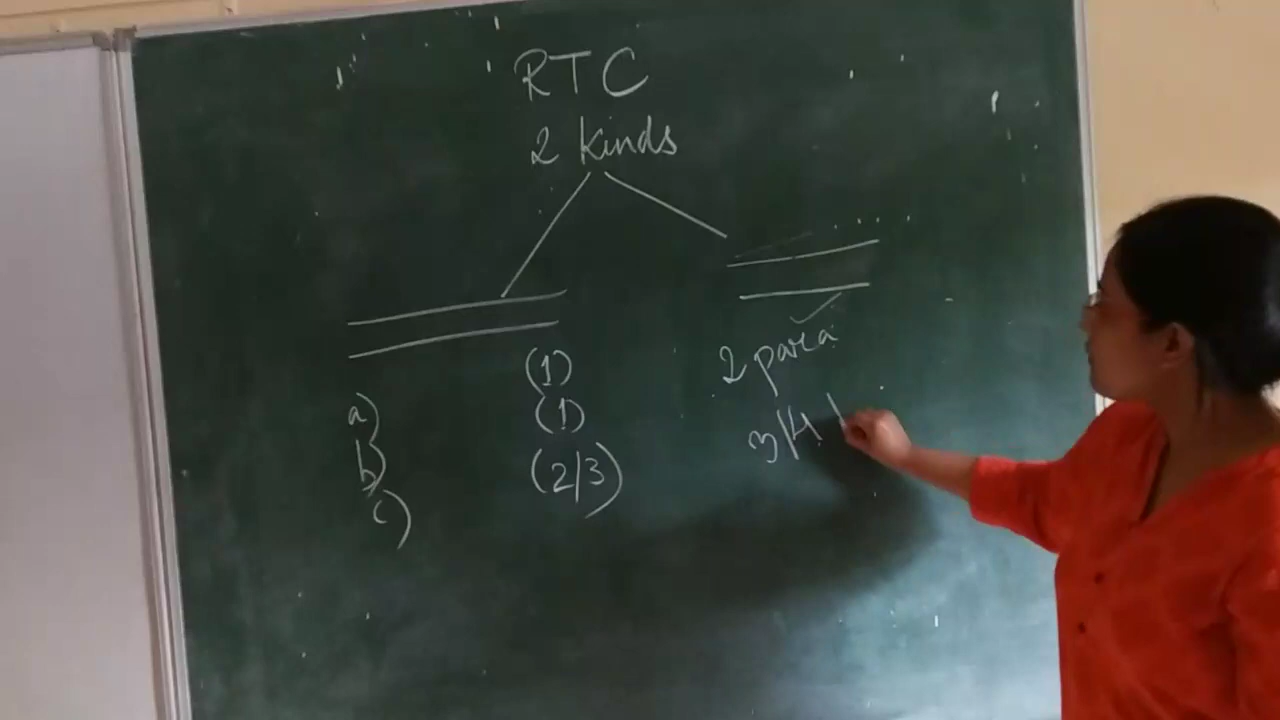 RTC
2 kinds
a) (1)
b) (1)
c) (2/3)
2 para
3/4